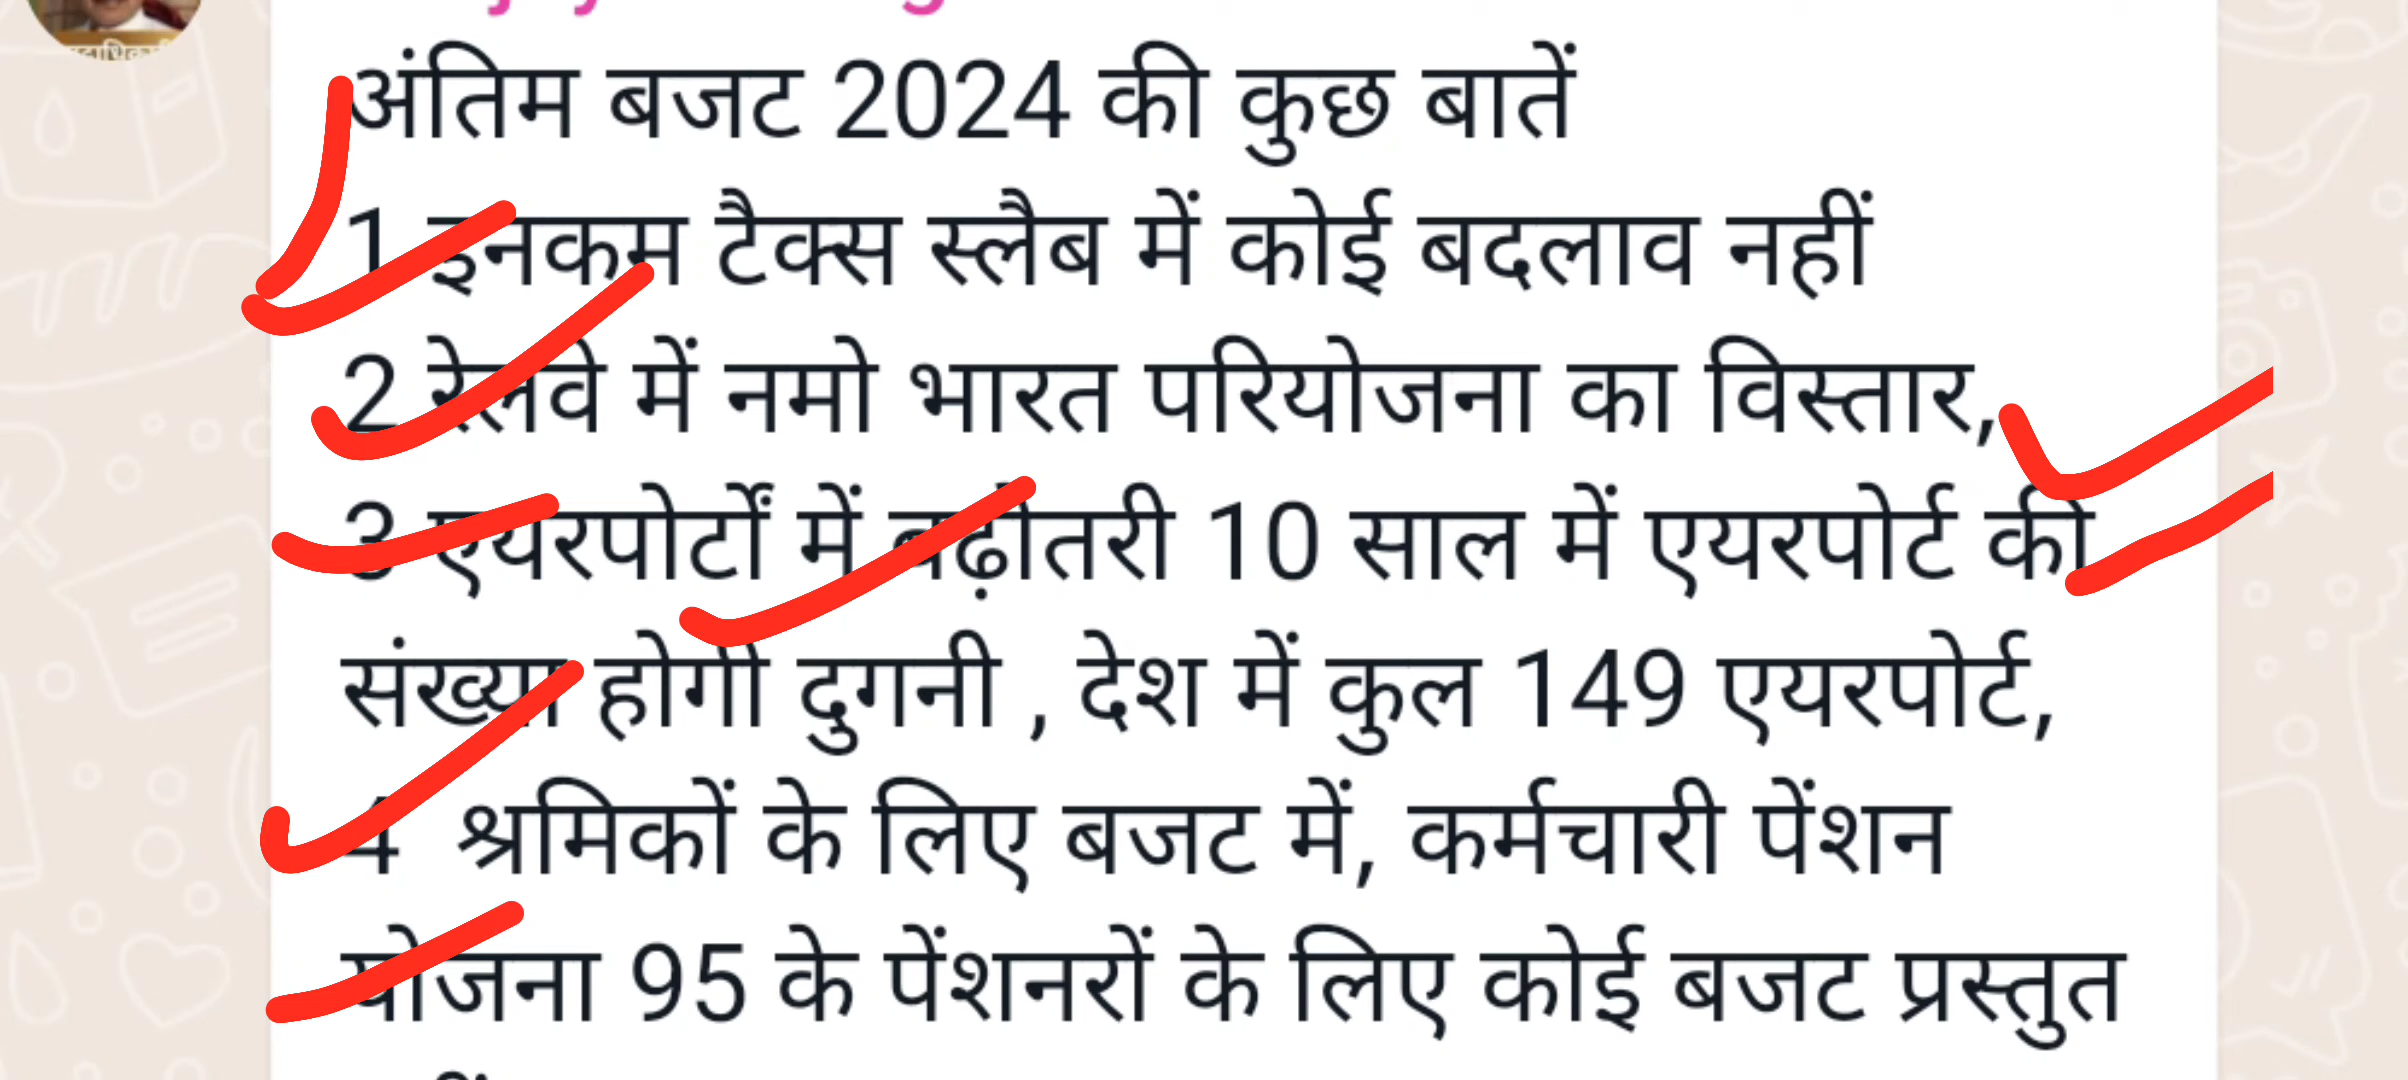 अंतिम बजट 2024 की कुछ बातें
1 इनकम टैक्स स्लैब में कोई बदलाव नहीं
2 रेलवे में नमो भारत परियोजना का विस्तार,
3 एयरपोर्टों में बढ़ोतरी 10 साल में एयरपोर्ट की
संख्या होगी दुगनी , देश में कुल 149 एयरपोर्ट,
4 श्रमिकों के लिए बजट में, कर्मचारी पेंशन
योजना 95 के पेंशनरों के लिए कोई बजट प्रस्तुत